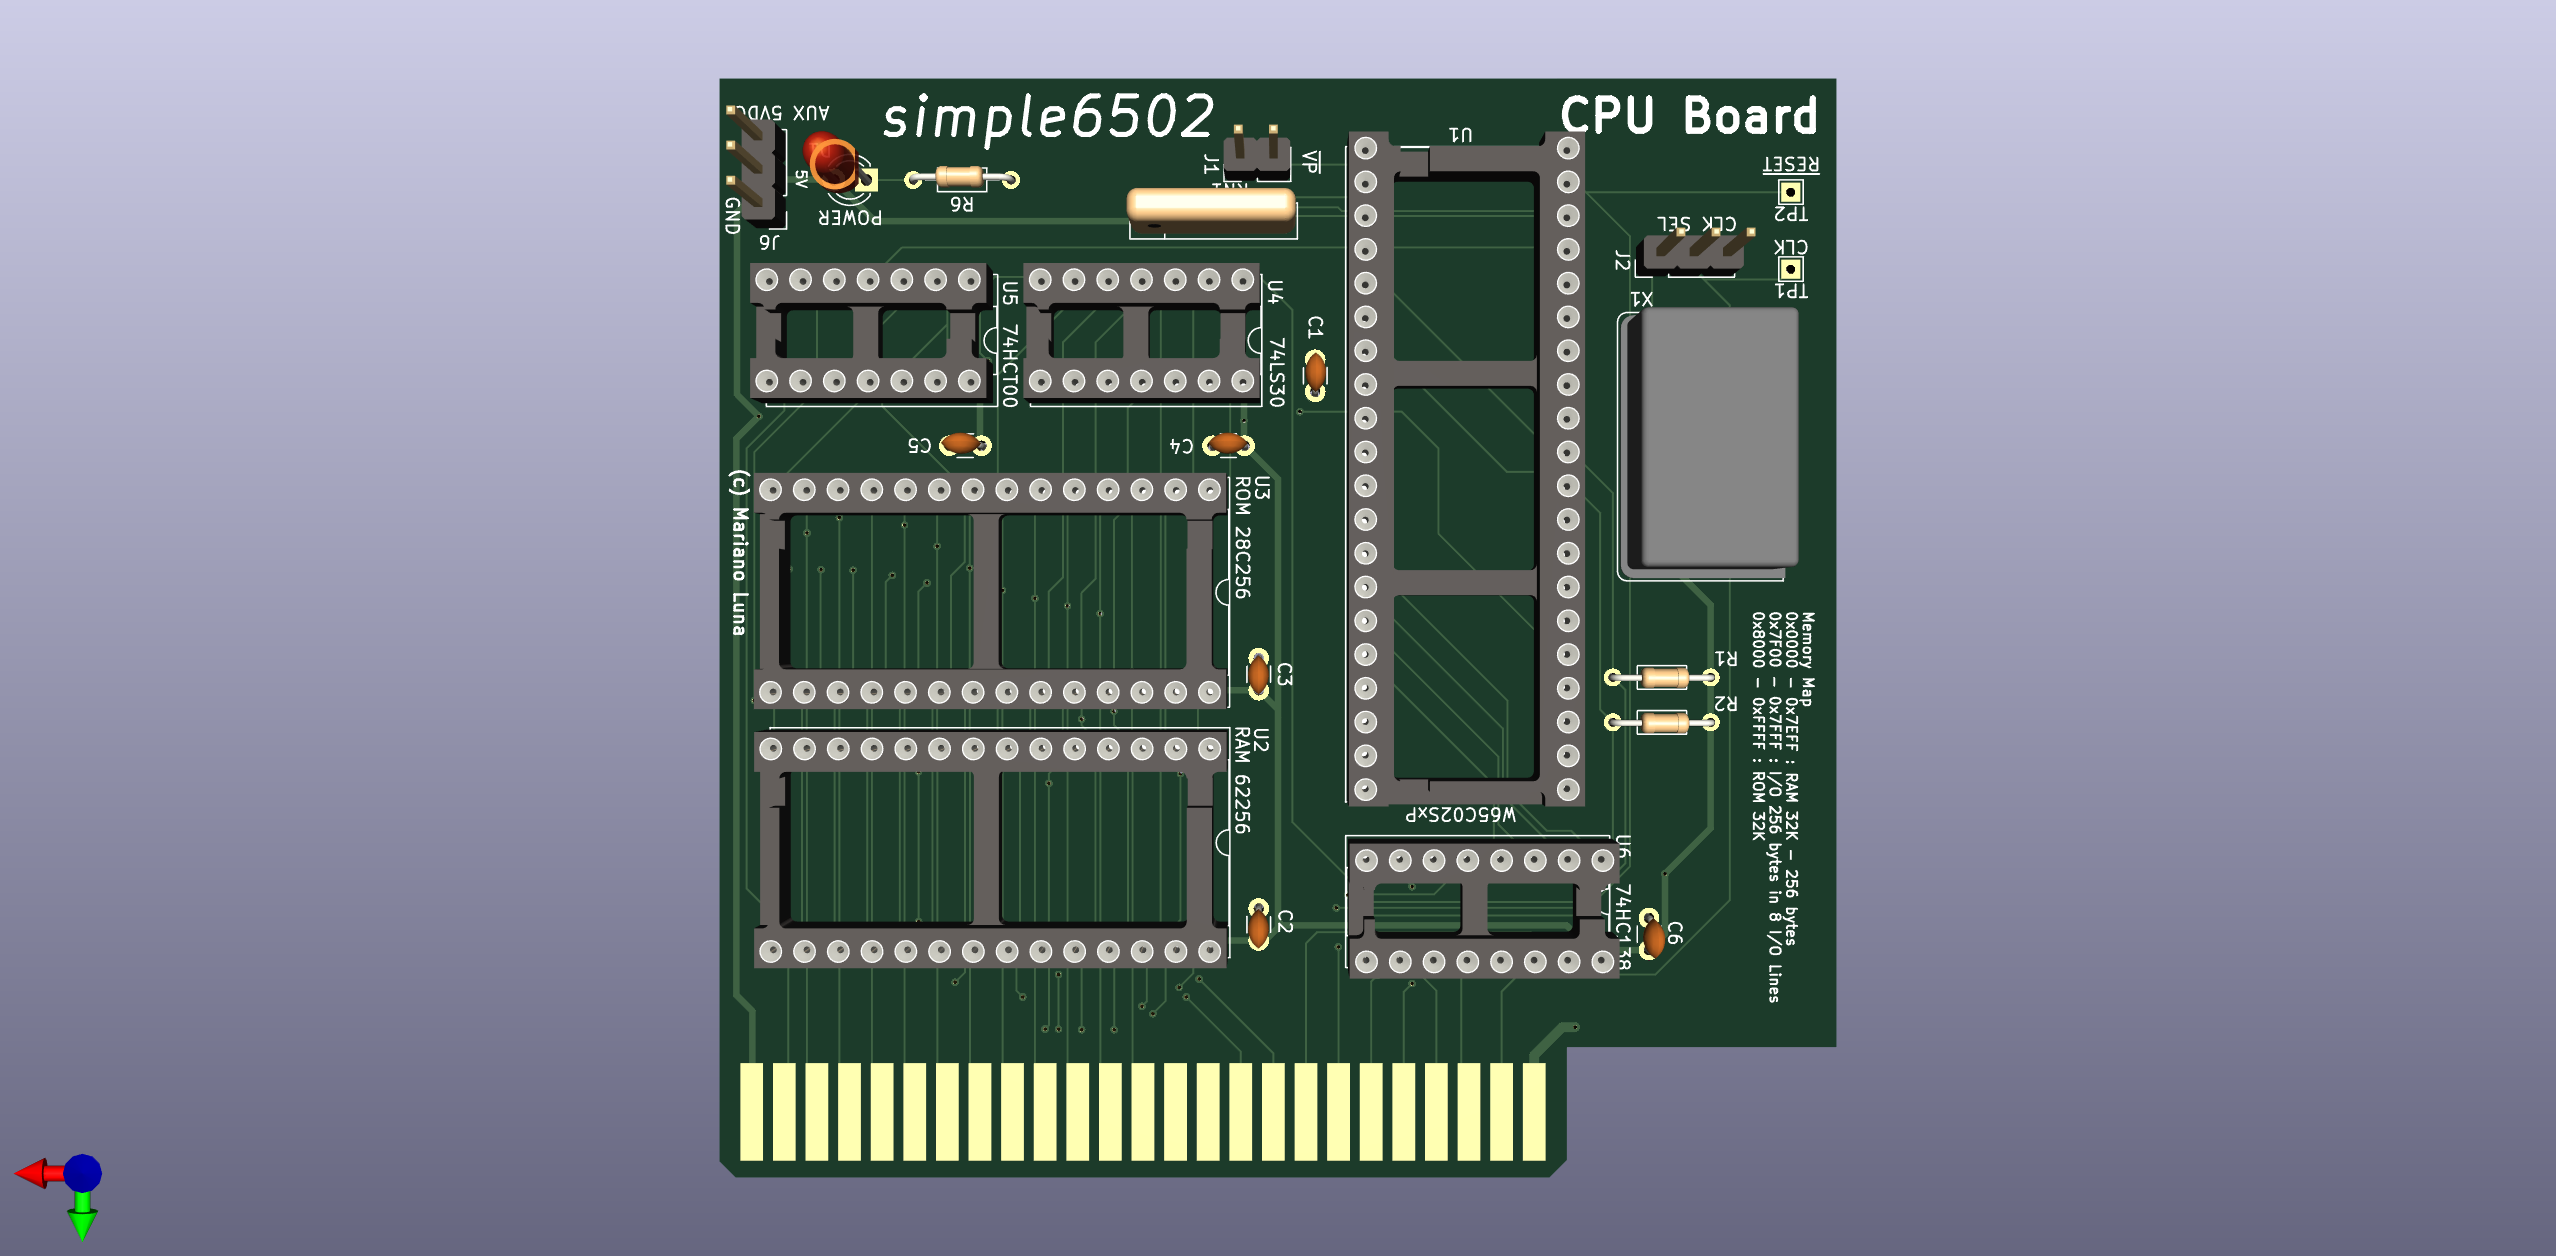 simple6502
CPU Board
AUX 5VDC
5V
GND
J6
POWER
R6
J1
VP
RN1
U1
RESET
TP2
CLK SEL
J2
CLK
TP1
X1
U5
74HCT00
U4
74LS30
C1
C5
C4
(c) Mariano Luna
U3
ROM 28C256
C3
U2
RAM 62256
C2
W65C02SxP
U6
74HC138
C6
R1
R2
Memory Map
0x0000 - 0x7EFF : RAM 32K - 256 bytes
0x7F00 - 0x7FFF : I/O 256 bytes in 8 I/O Lines
0x8000 - 0xFFFF : ROM 32K